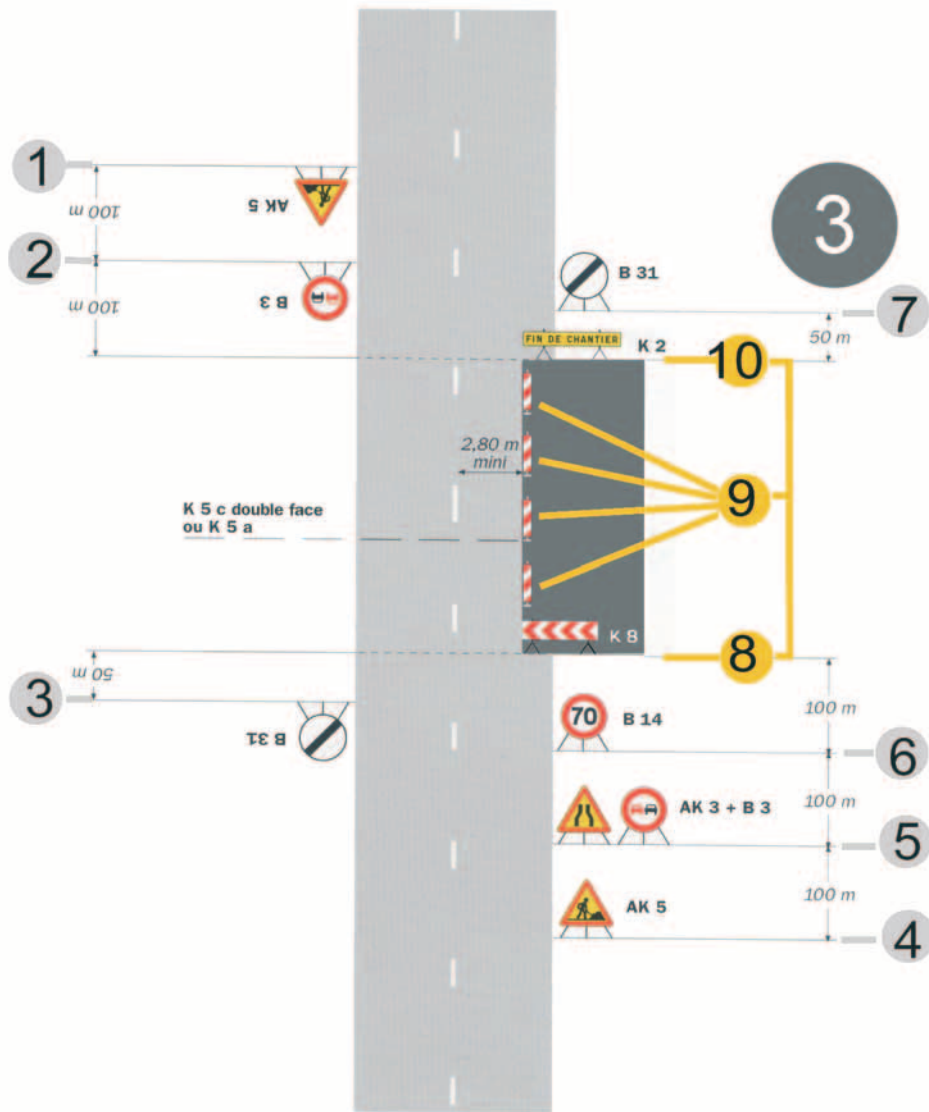 1
100 m
AK 5
2
100 m
B 3
3
B 31
7
50 m
FIN DE CHANTIER
K 2
10
2,80 m
mini
9
K 5 c double face
ou K 5 a
K 8
8
50 m
3
B 31
100 m
70
B 14
6
100 m
AK 3 + B 3
5
100 m
AK 5
4